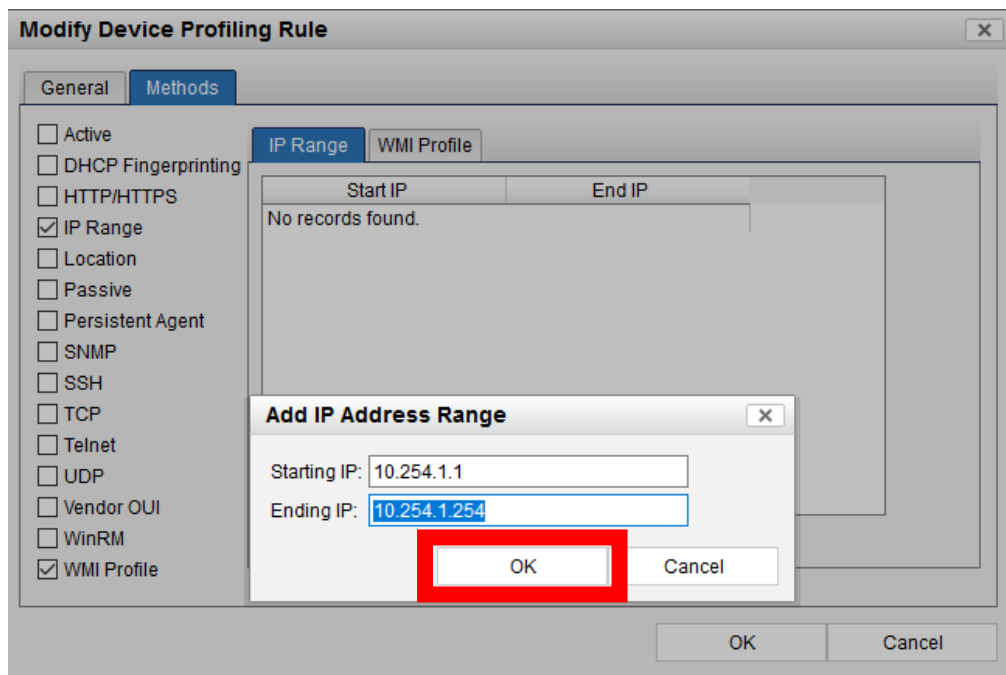 Modify Device Profiling Rule
General Methods
Active
DHCP Fingerprinting
HTTP/HTTPS
IP Range
Location
Passive
Persistent Agent
SNMP
SSH
TCP
Telnet
UDP
Vendor OUI
WinRM
WMI Profile
IP Range WMI Profile
Start IP End IP
No records found.
Add IP Address Range
Starting IP: 10.254.1.1
Ending IP: 10.254.1.254
OK Cancel
OK Cancel